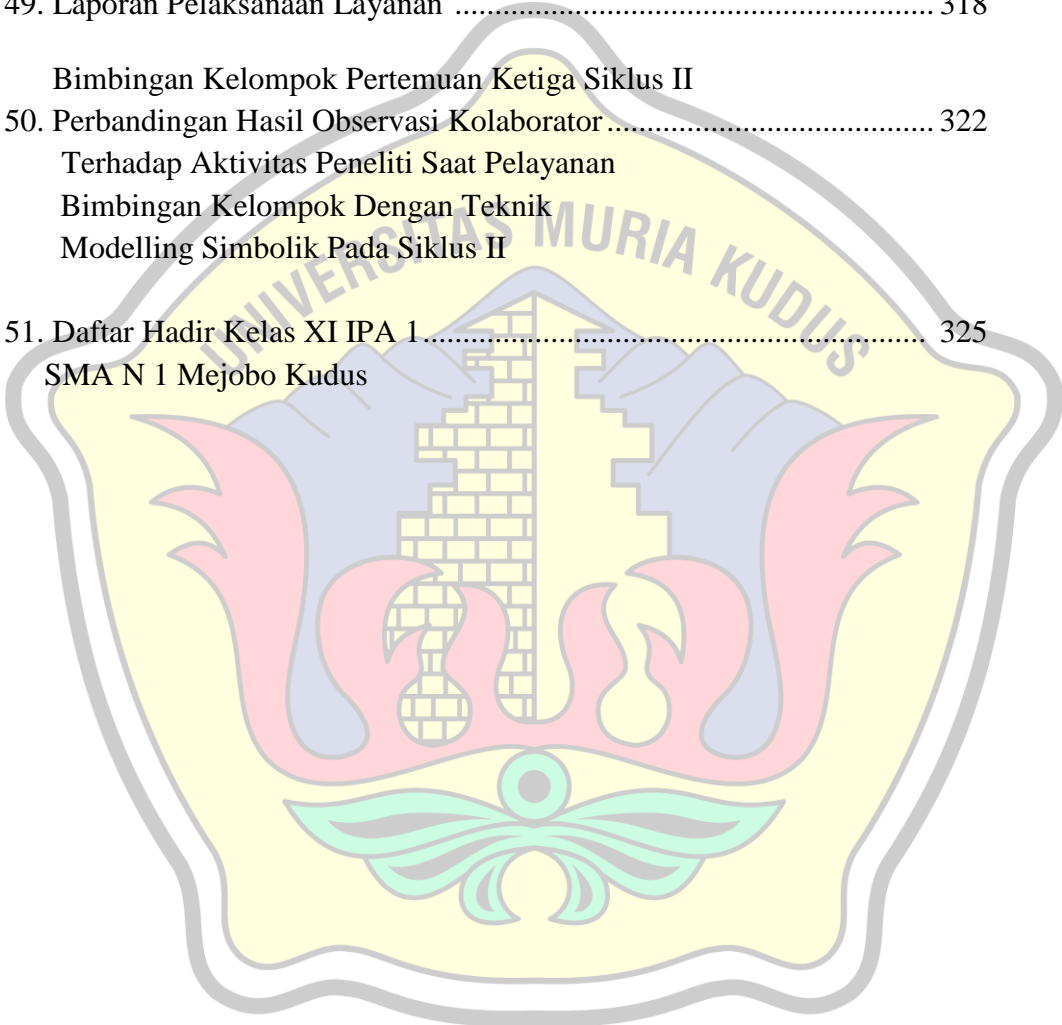 49. Laporan Pelaksanaan Layanan ............................................................ 318
Bimbingan Kelompok Pertemuan Ketiga Siklus II
50. Perbandingan Hasil Observasi Kolaborator ......................................... 322
Terhadap Aktivitas Peneliti Saat Pelayanan
Bimbingan Kelompok Dengan Teknik
Modelling Simbolik Pada Siklus II
UNIVERSITAS MURIA KUDUS
51. Daftar Hadir Kelas XI IPA 1............................................................... 325
SMA N 1 Mejobo Kudus